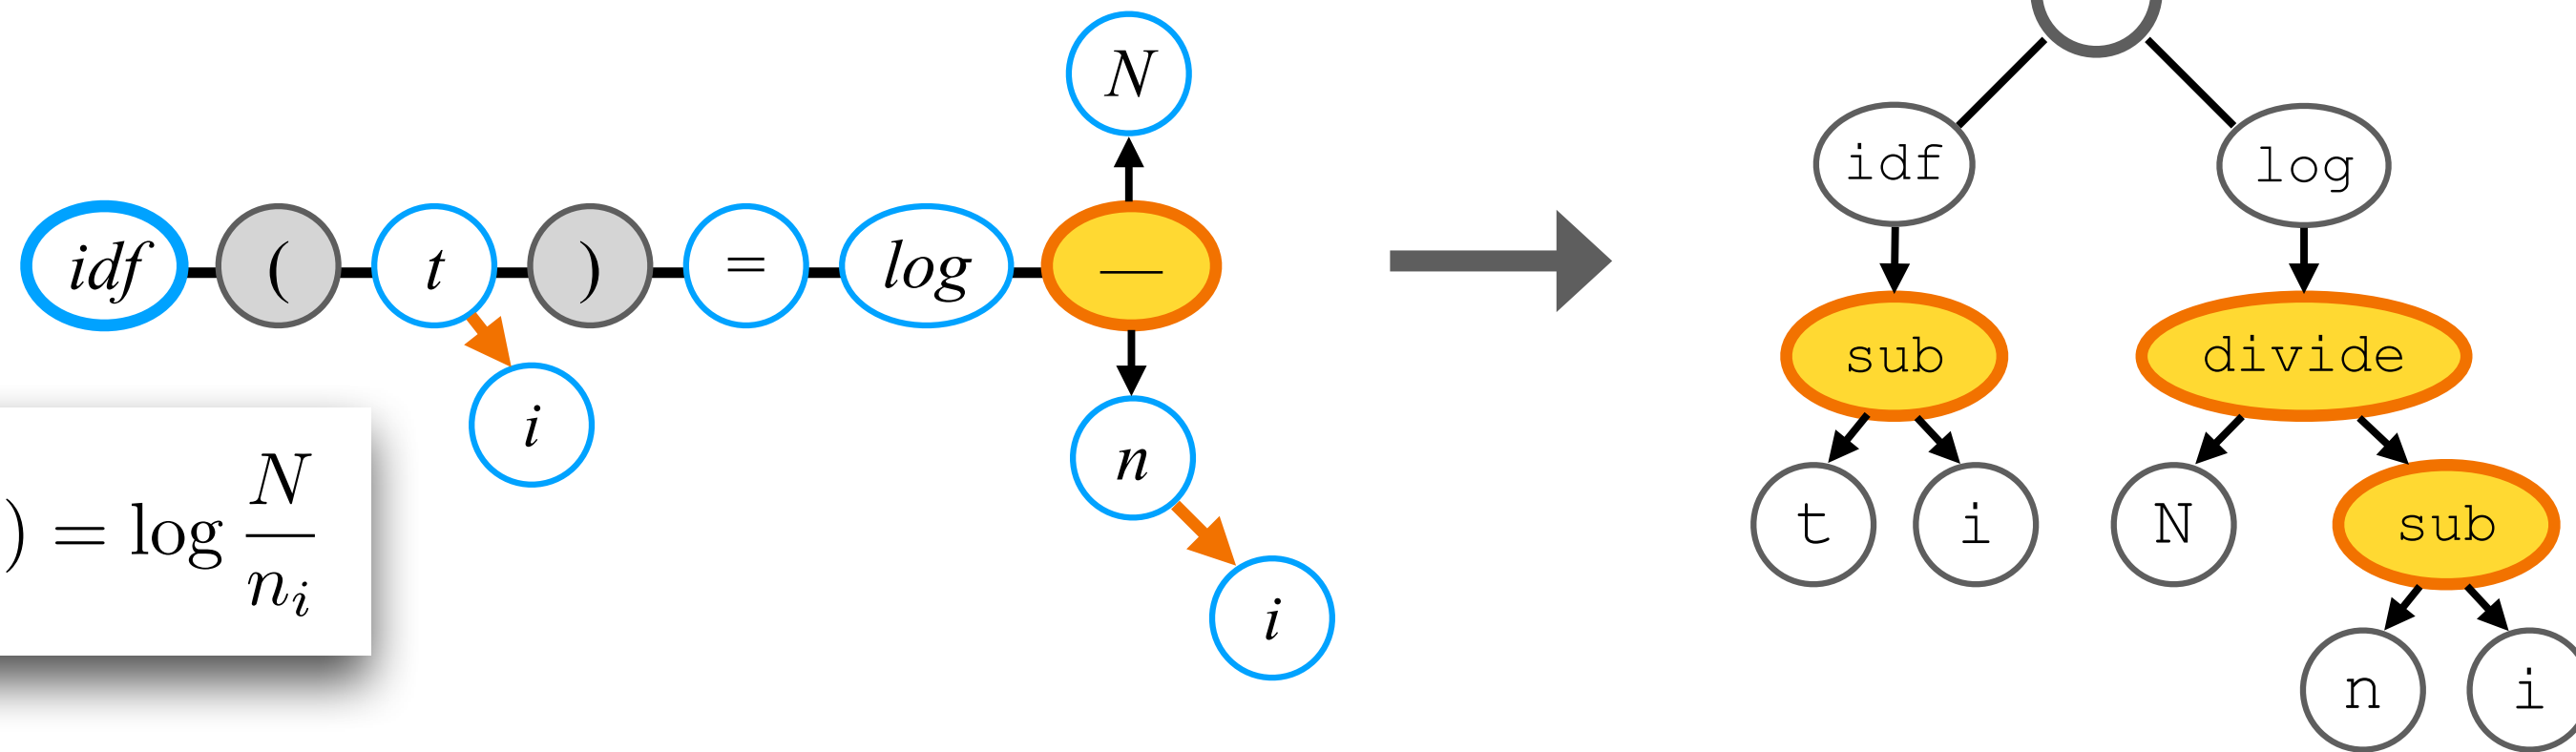 N
idf ( t ) = log —
i
n
i
) = log N
n_i
idf log
sub divide
t i N sub
n i